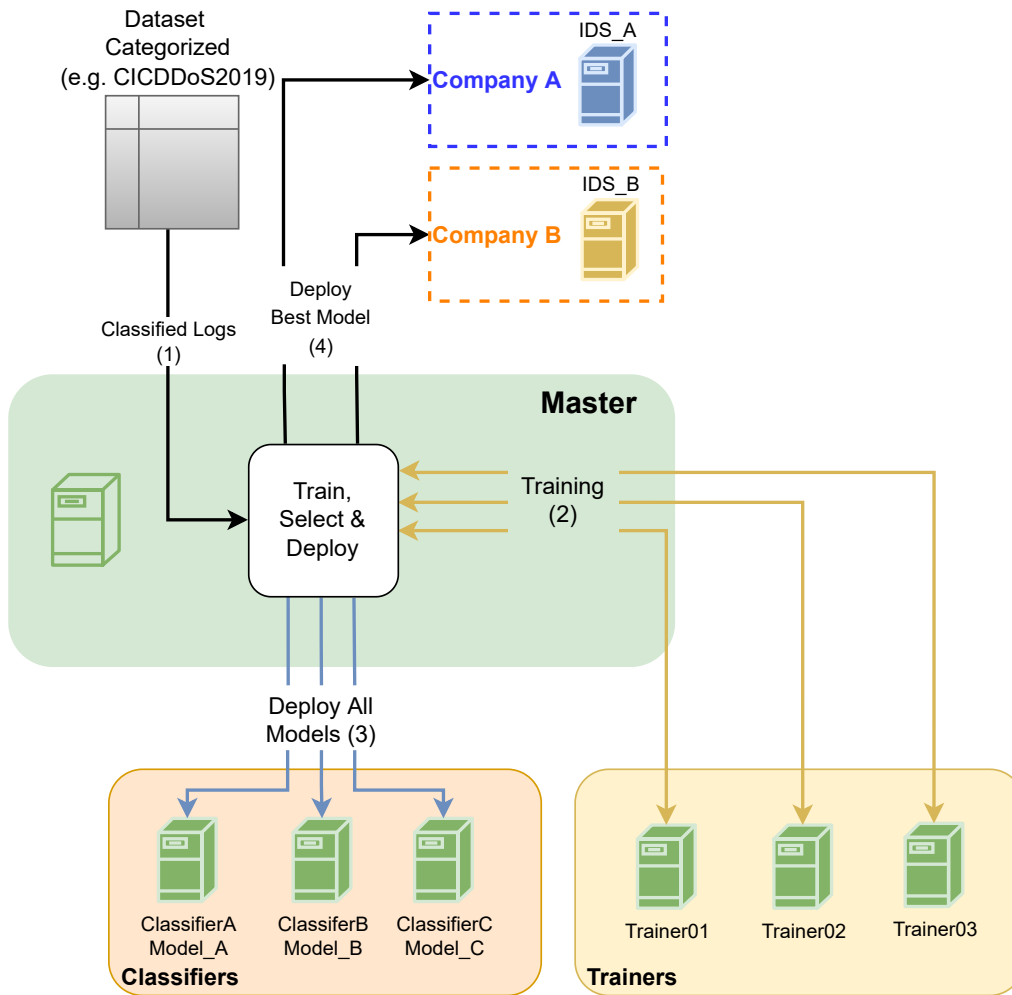 Dataset
Categorized
(e.g. CICDDoS2019)
IDS_A
Company A
IDS_B
Company B
Deploy
Best Model
(4)
Classified Logs
(1)
Master
Train,
Select &
Deploy
Training
(2)
Deploy All
Models (3)
ClassifierA
Model_A
ClassiferB
Model_B
ClassifierC
Model_C
Classifiers
Trainer01
Trainer02
Trainer03
Trainers